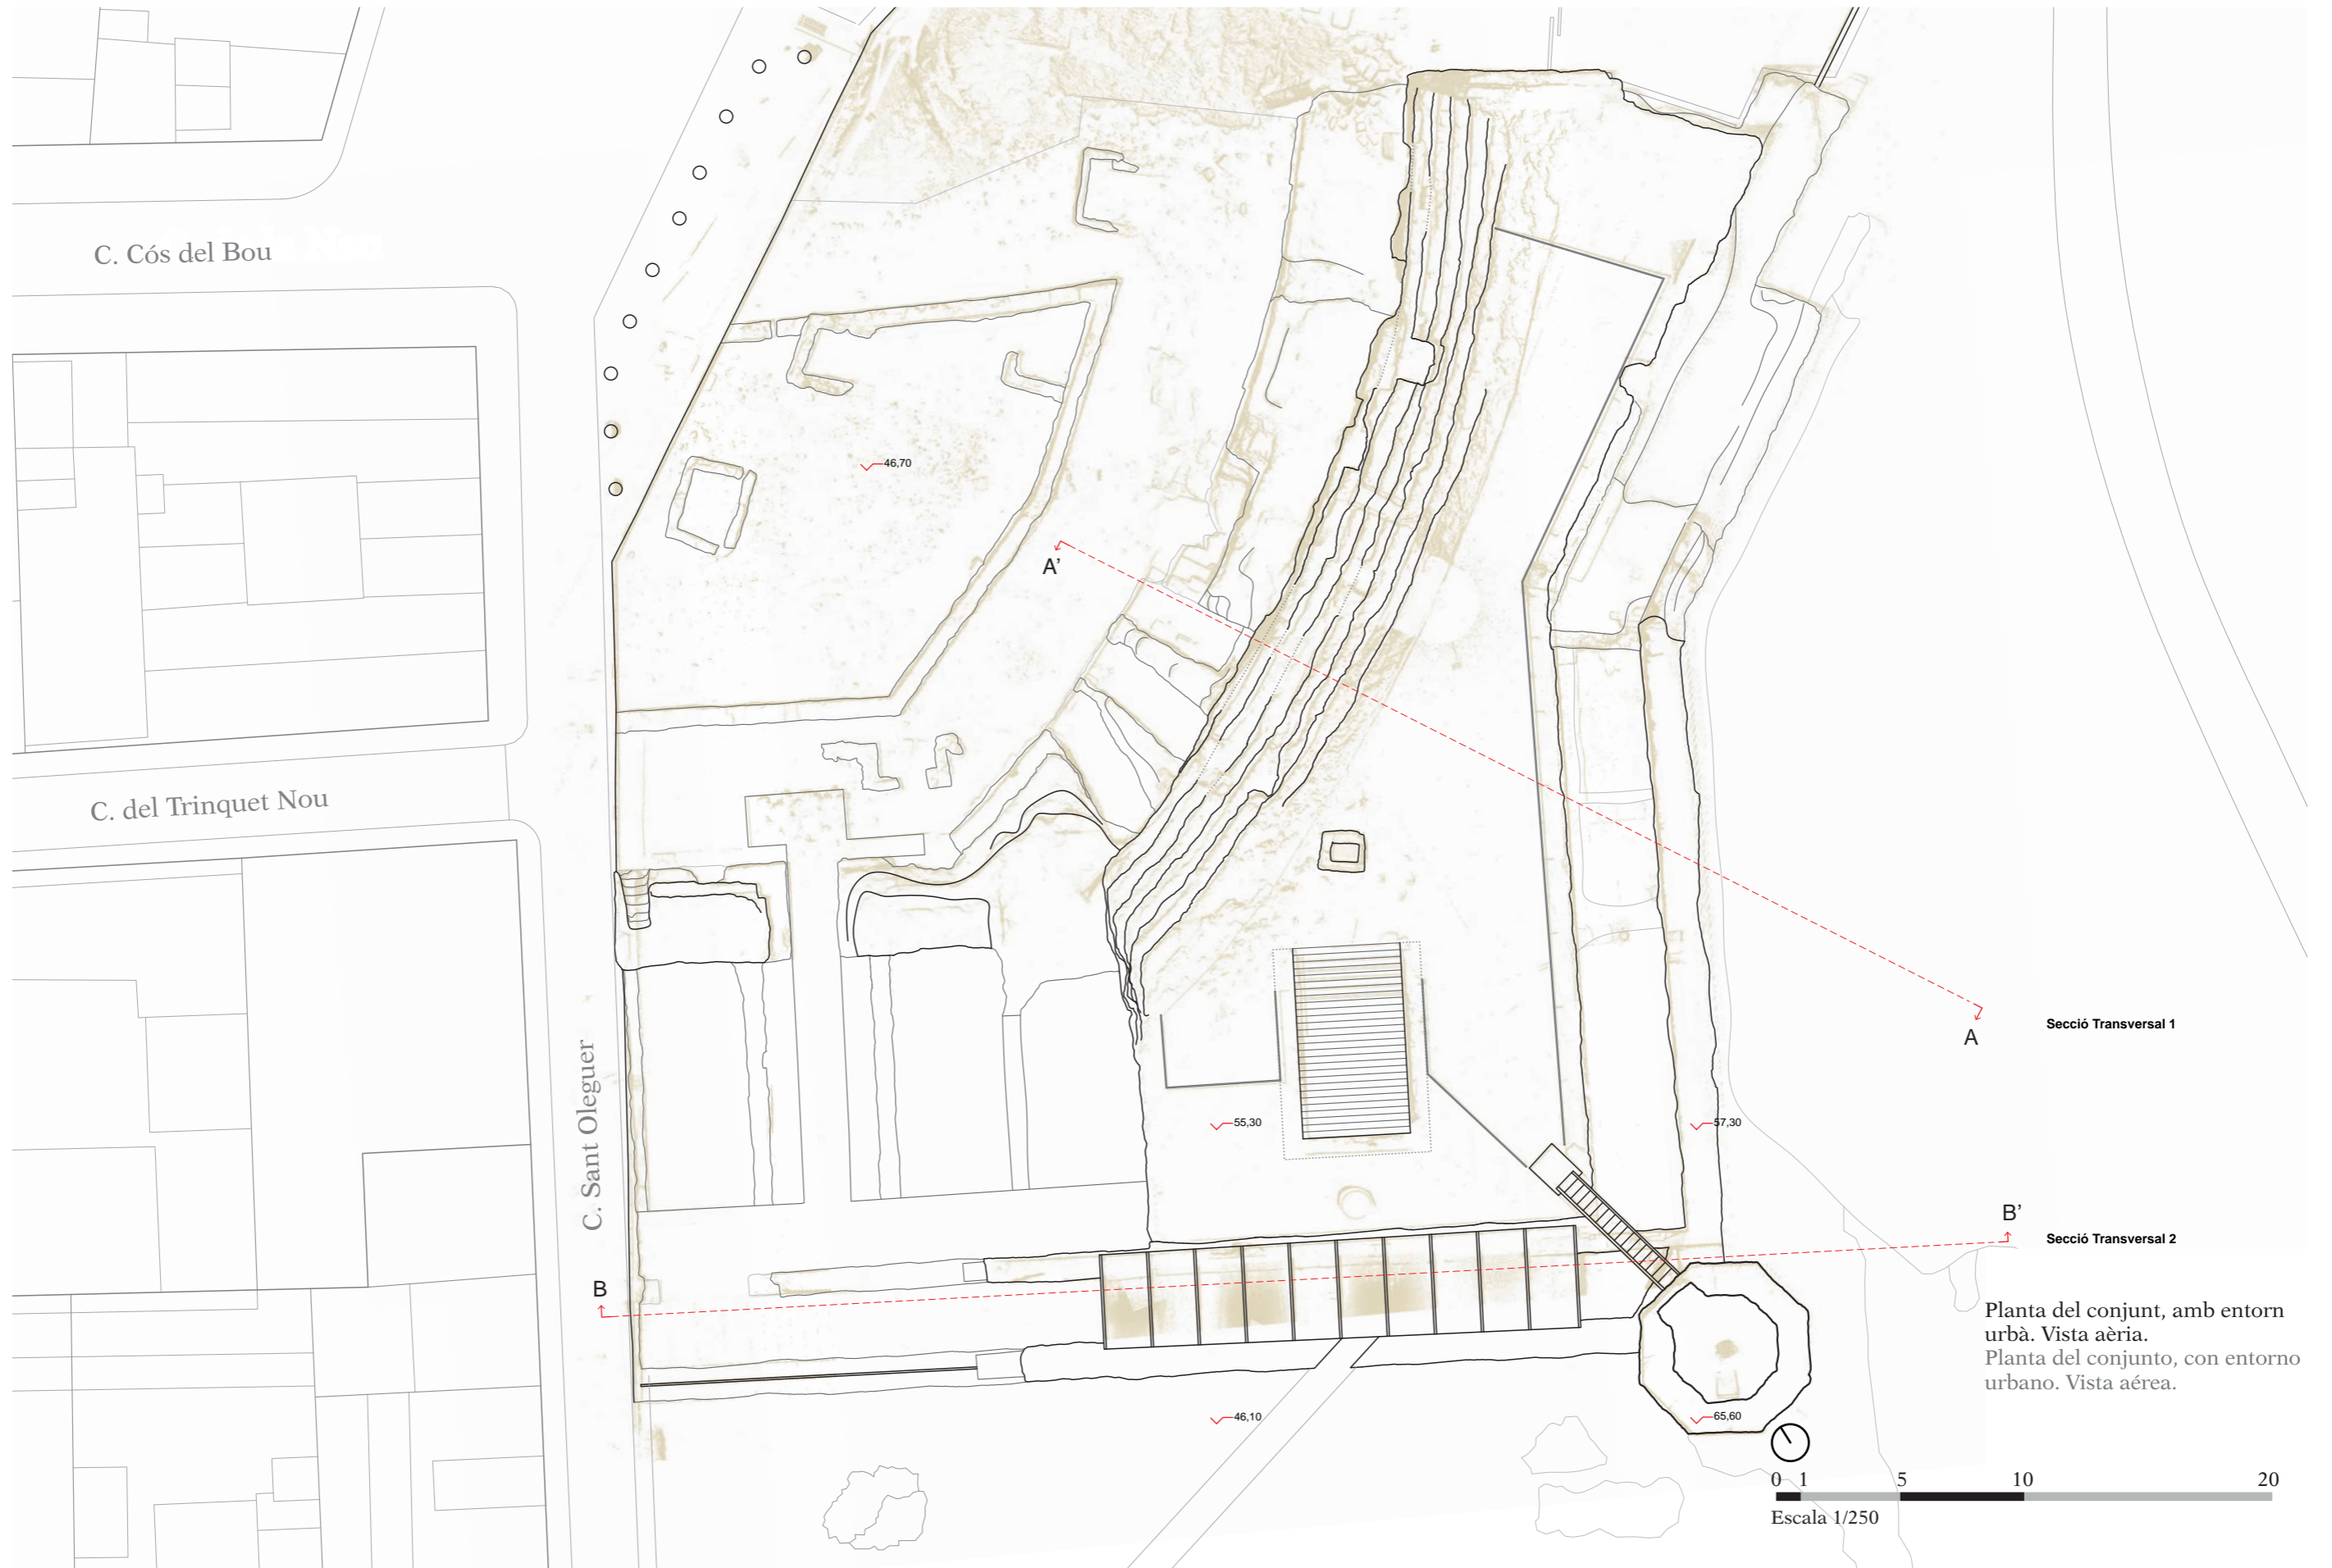 C. Cós del Bou
46,70
A'
C. del Trinquet Nou
Secció Transversal 1
A
C. Sant Oleguer
55,30
57,30
B'
Secció Transversal 2
B
Planta del conjunt, amb entorn
urbà. Vista aèria.
Planta del conjunto, con entorno
urbano. Vista aérea.
46,10
65,60
0 1 5 10 20
Escala 1/250